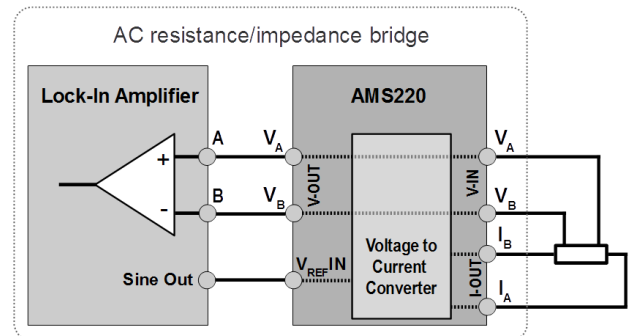 AC resistance/impedance bridge
Lock-In Amplifier
AMS220
A
V_A
V_A
+
V-OUT
V-IN
B
V_B
V_B
-
I_B
Voltage to
Current
Converter
I-OUT
Sine Out
V_REF IN
I_A